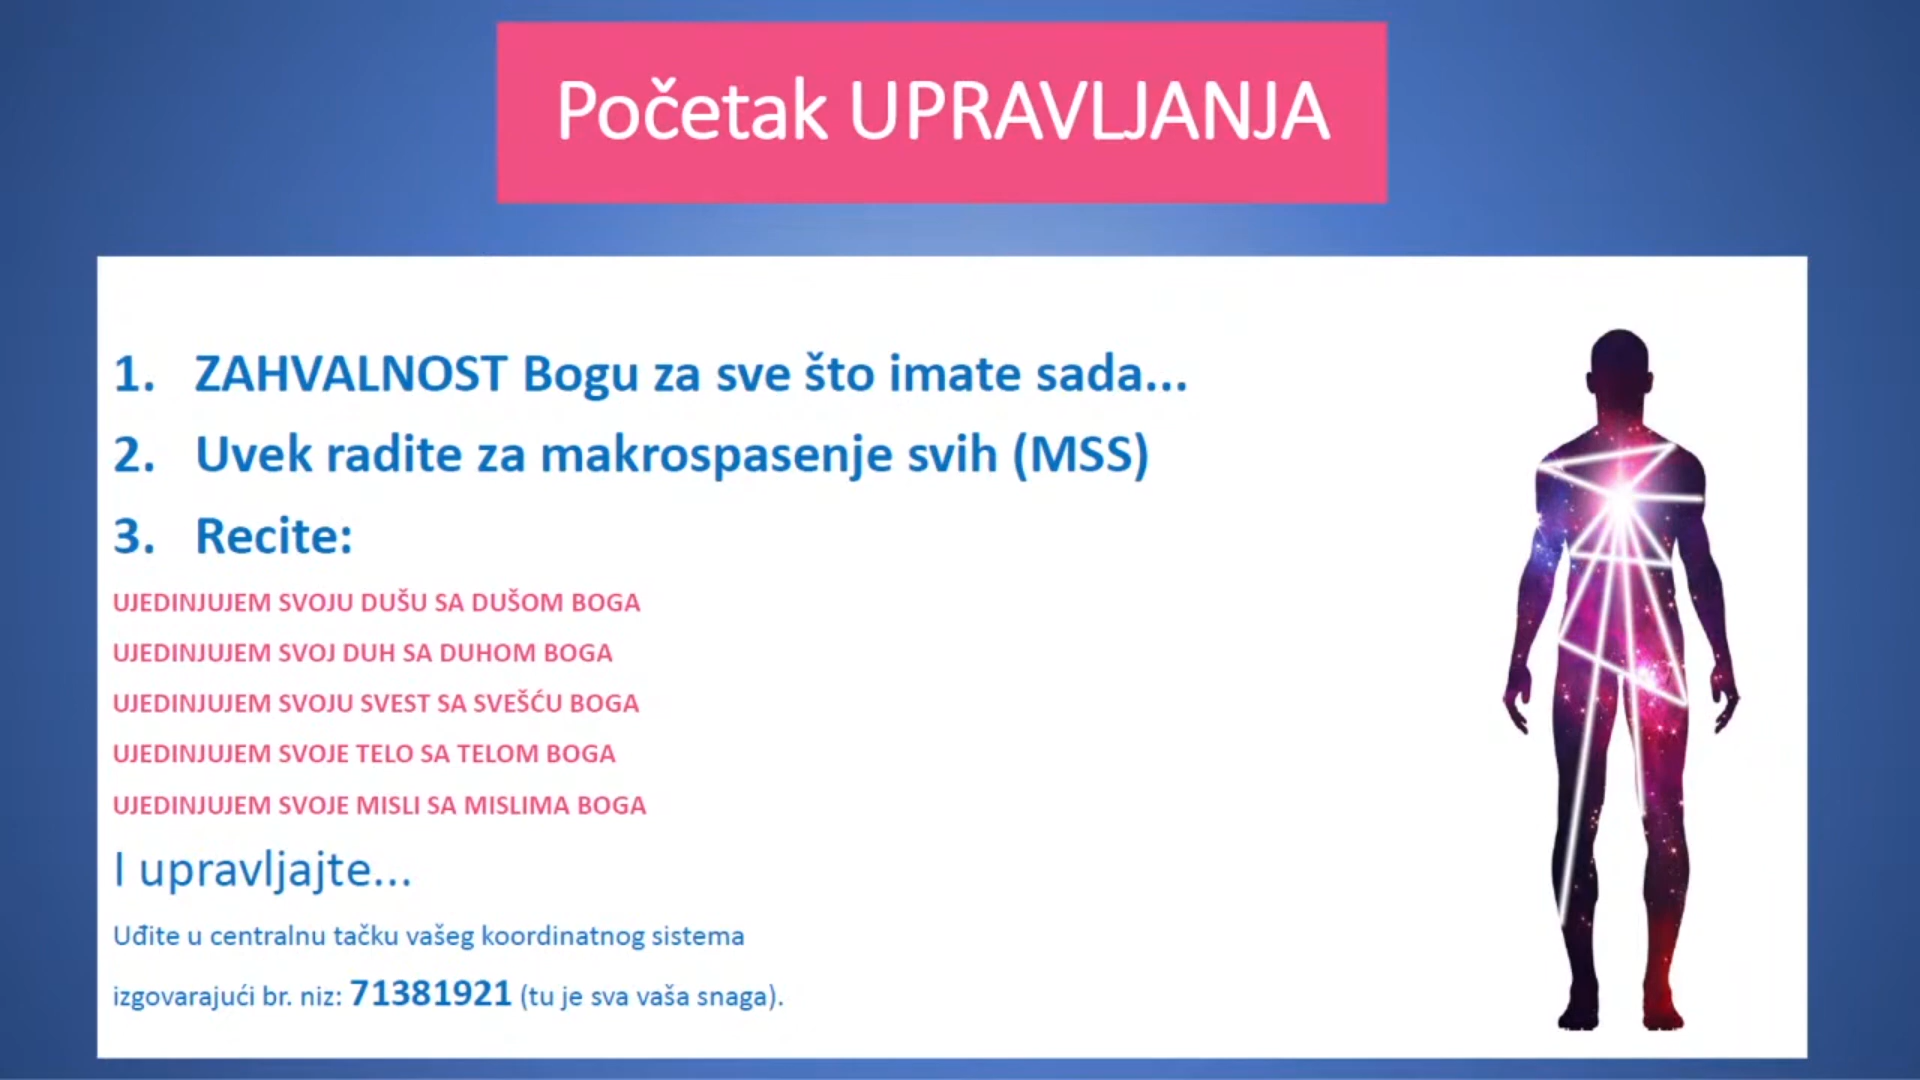 Početak UPRAVLJANJA
1. ZAHVALNOST Bogu za sve što imate sada...
2. Uvek radite za makrospasenje svih (MSS)
3. Recite:
UJEDINJUJEM SVOJU DUŠU SA DUŠOM BOGA
UJEDINJUJEM SVOJ DUH SA DUHOM BOGA
UJEDINJUJEM SVOJU SVEST SA SVEŠĆU BOGA
UJEDINJUJEM SVOJE TELO SA TELOM BOGA
UJEDINJUJEM SVOJE MISLI SA MISLIMA BOGA
I upravljajte...
Uđite u centralnu tačku vašeg koordinatnog sistema
izgovarajući br. niz: 71381921 (tu je sva vaša snaga).